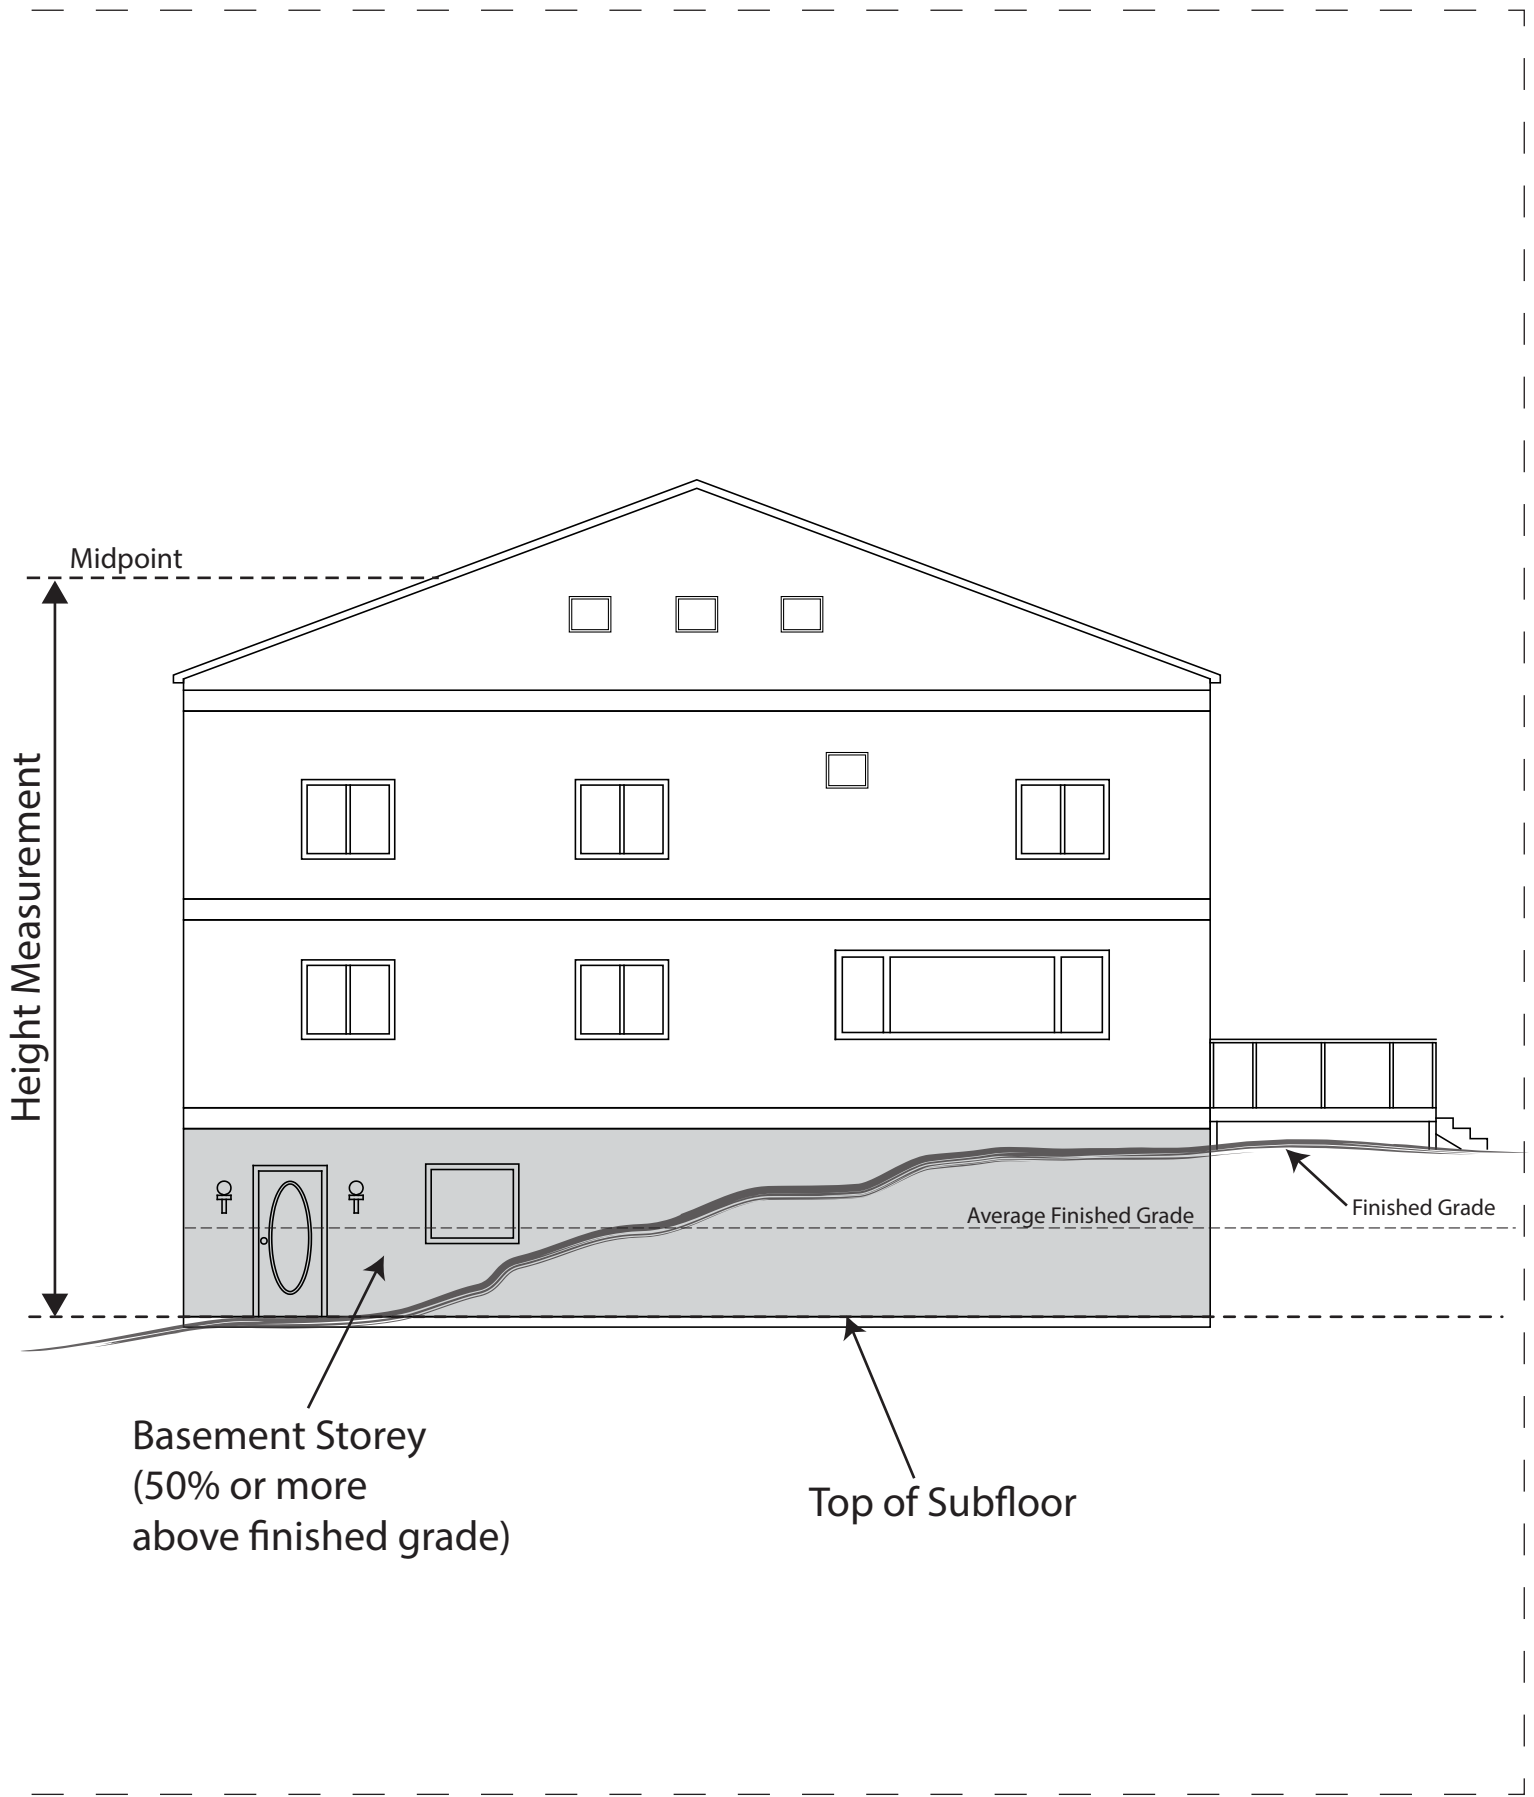 Midpoint
Height Measurement
Average Finished Grade
Finished Grade
Basement Storey
(50% or more
above finished grade)
Top of Subfloor